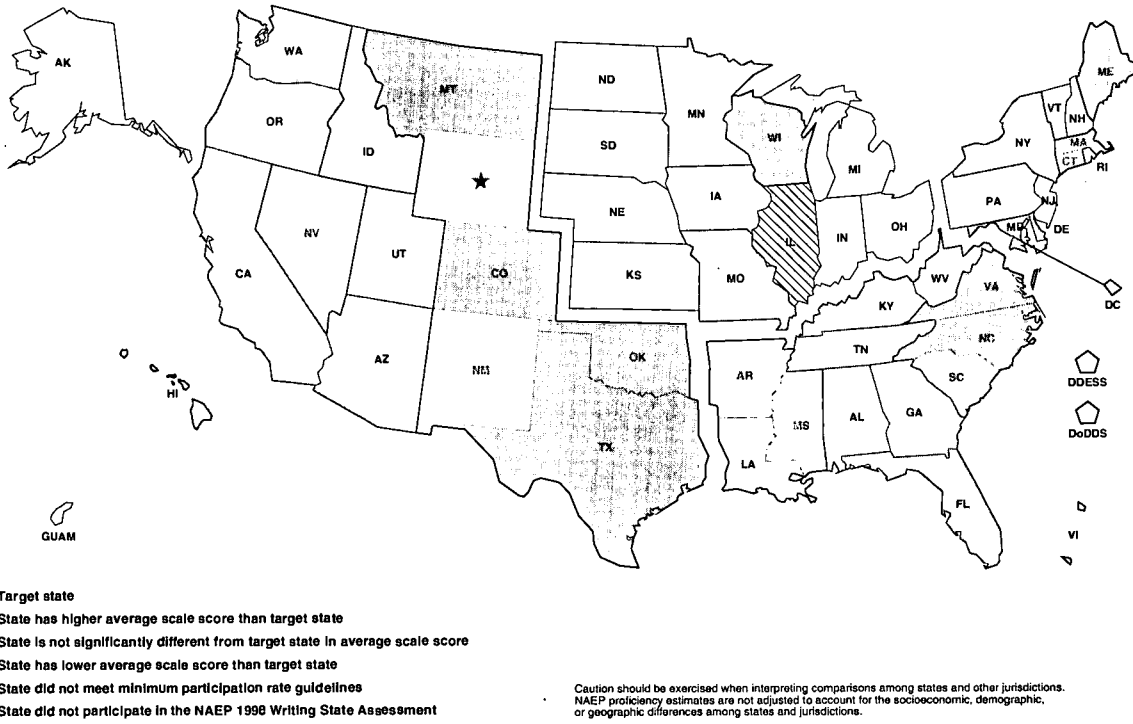 AK
WA
MT
ND
MN
ME
VT
NH
OR
ID
SD
WI
MI
NY
MA
CT
RI
IA
PA
NJ
NE
NV
UT
CO
IL
IN
OH
MD
DE
CA
KS
MO
WV
VA
DC
KY
AZ
NM
OK
TN
NC
DDESS
HI
AR
SC
TX
MS
AL
GA
DoDDS
LA
FL
GUAM
VI
Target state
State has higher average scale score than target state
State is not significantly different from target state in average scale score
State has lower average scale score than target state
State did not meet minimum participation rate guidelines
State did not participate in the NAEP 1998 Writing State Assessment
Caution should be exercised when interpreting comparisons among states and other jurisdictions.
NAEP proficiency estimates are not adjusted to account for the socioeconomic, demographic,
or geographic differences among states and jurisdictions.